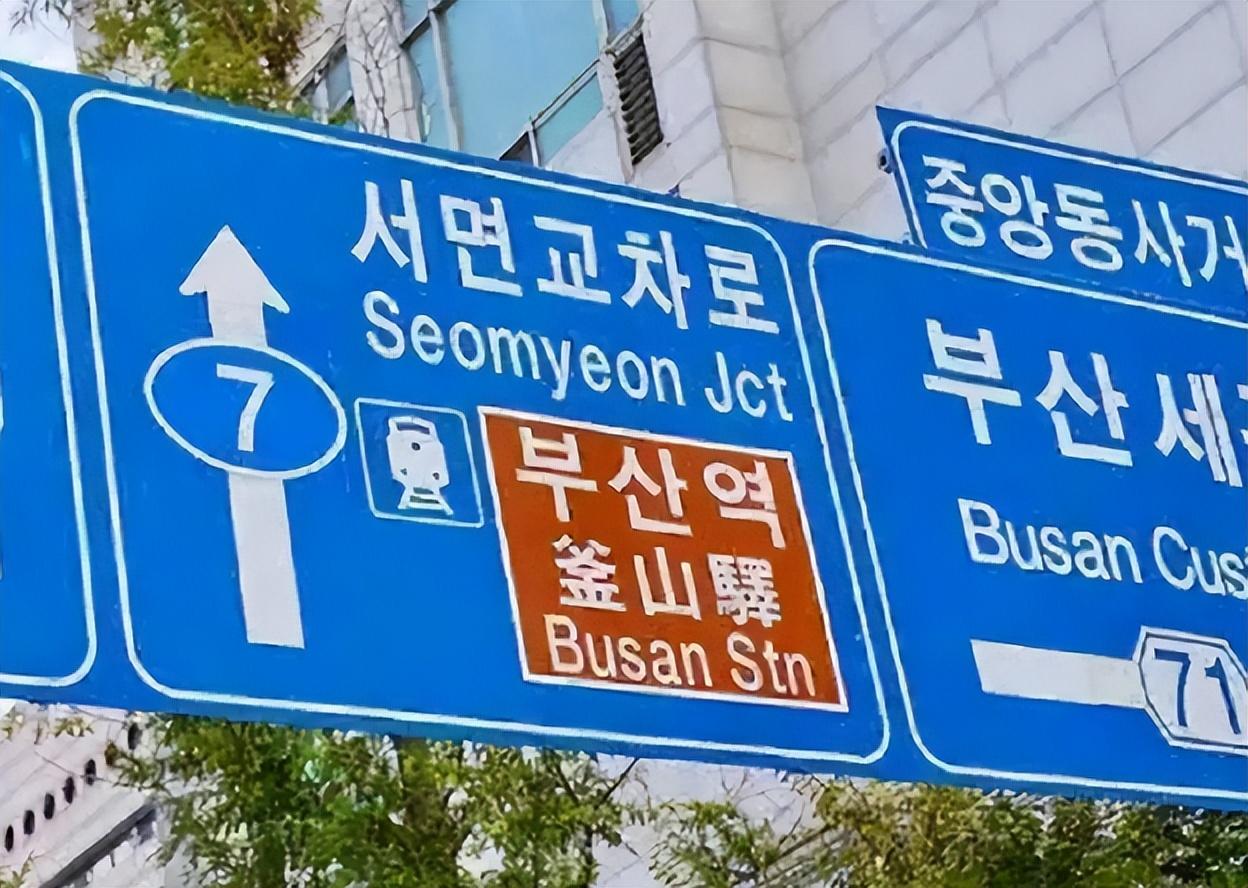 서면교차로
Seomyeon Jct
7
부산역
釜山驛
Busan Stn
중앙동사거
부산세
Busan Cus
71